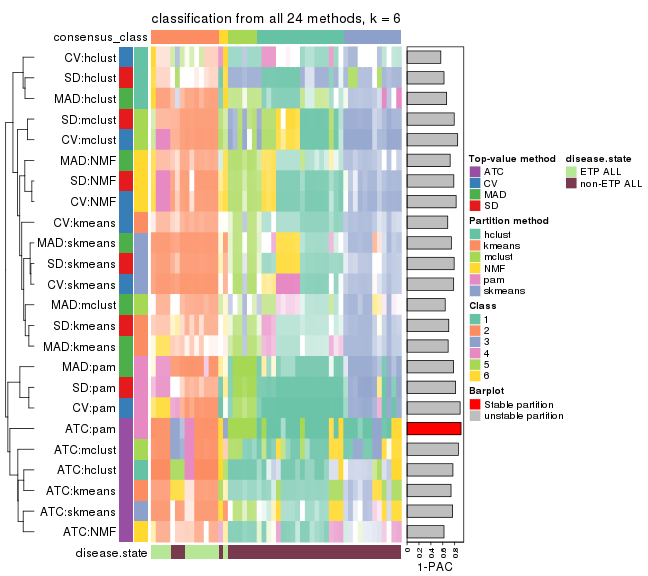 classification from all 24 methods, k = 6
consensus_class
CV:hclust
SD:hclust
MAD:hclust
SD:mclust
CV:mclust
MAD:NMF
SD:NMF
CV:NMF
CV:kmeans
MAD:skmeans
SD:skmeans
CV:skmeans
MAD:mclust
SD:kmeans
MAD:kmeans
MAD:pam
SD:pam
CV:pam
ATC:pam
ATC:mclust
ATC:hclust
ATC:kmeans
ATC:skmeans
ATC:NMF
disease.state
0
0.2
0.4
0.6
0.8
1-PAC
Top-value method
ATC
CV
MAD
SD
Partition method
hclust
kmeans
mclust
NMF
pam
skmeans
Class
1
2
3
4
5
6
Barplot
Stable partition
unstable partition
disease.state
ETP ALL
non-ETP ALL